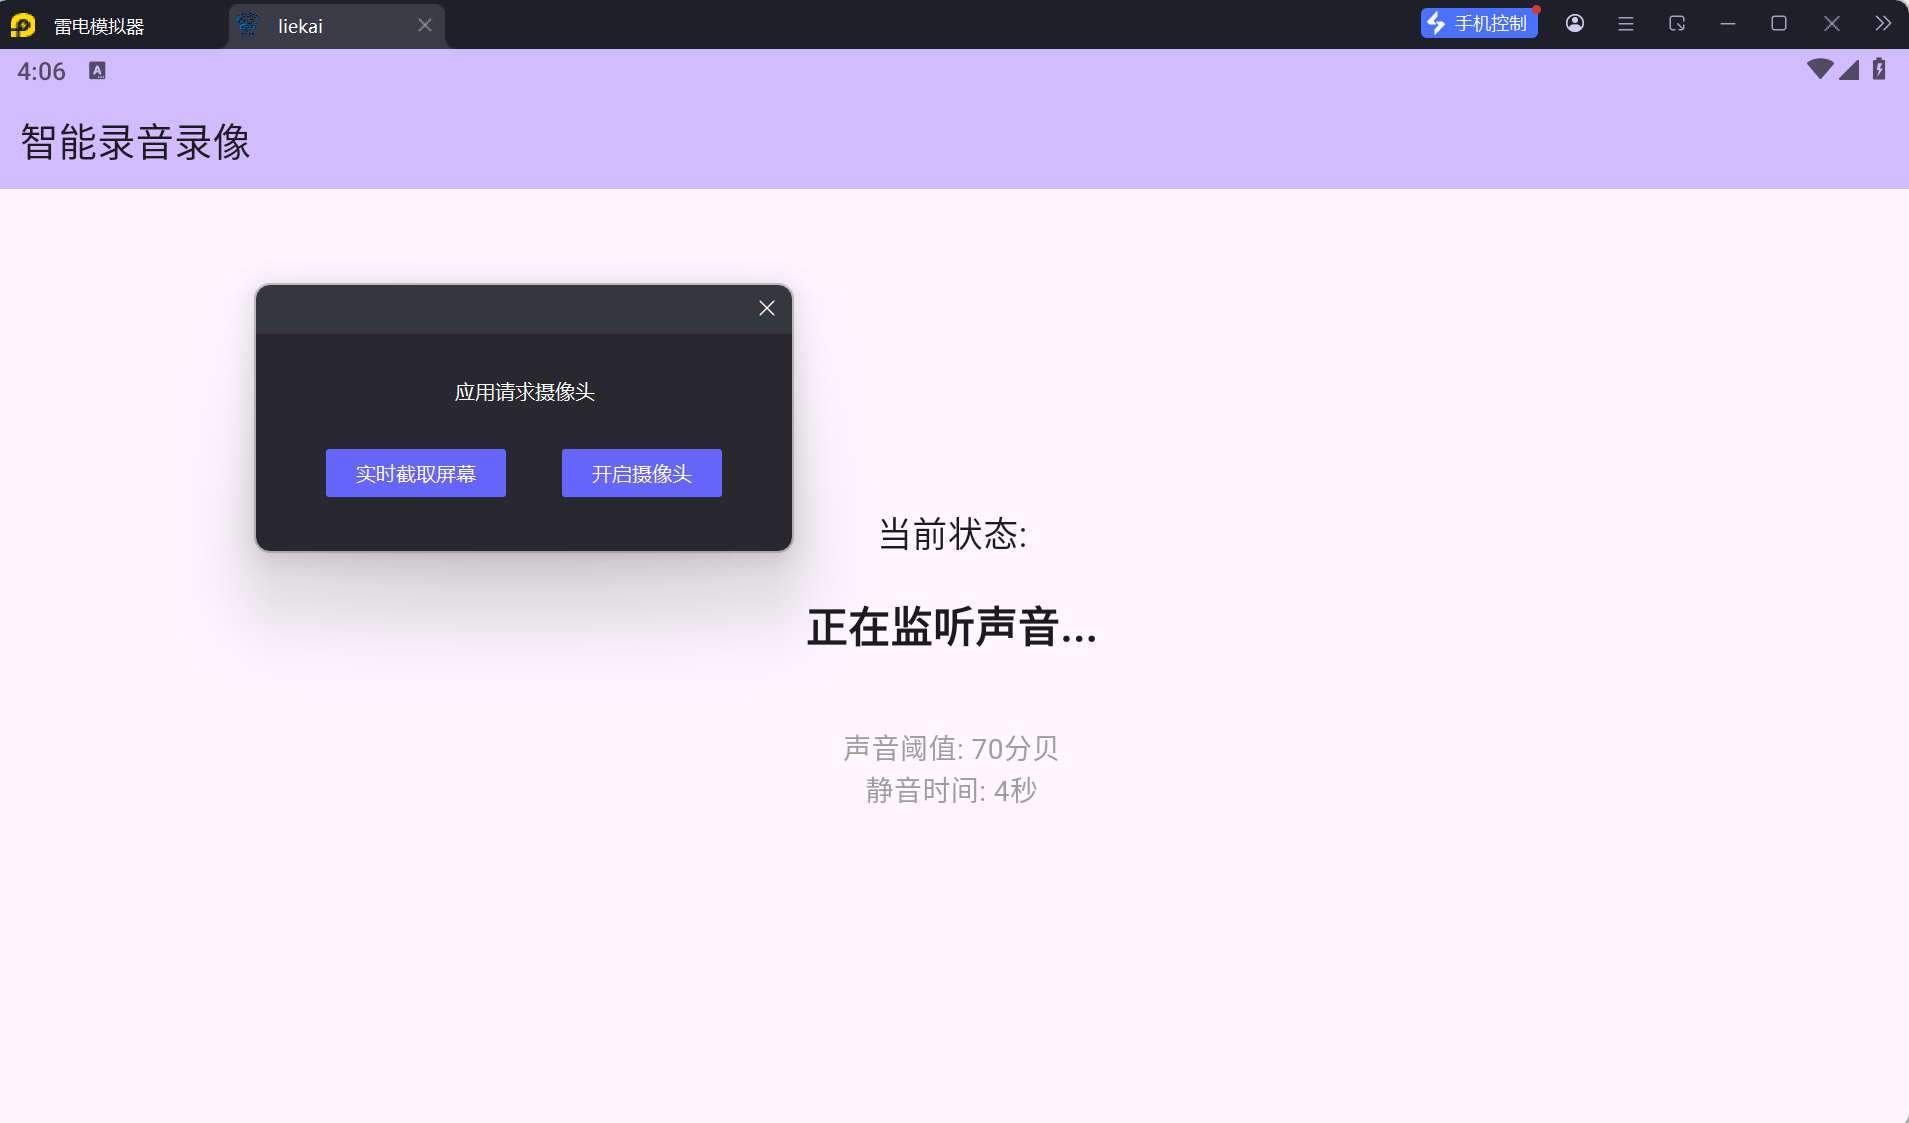 雷电模拟器
liekai
手机控制
4:06
A
智能录音录像
应用请求摄像头
实时截取屏幕
开启摄像头
当前状态:
正在监听声音...
声音阈值: 70分贝
静音时间: 4秒